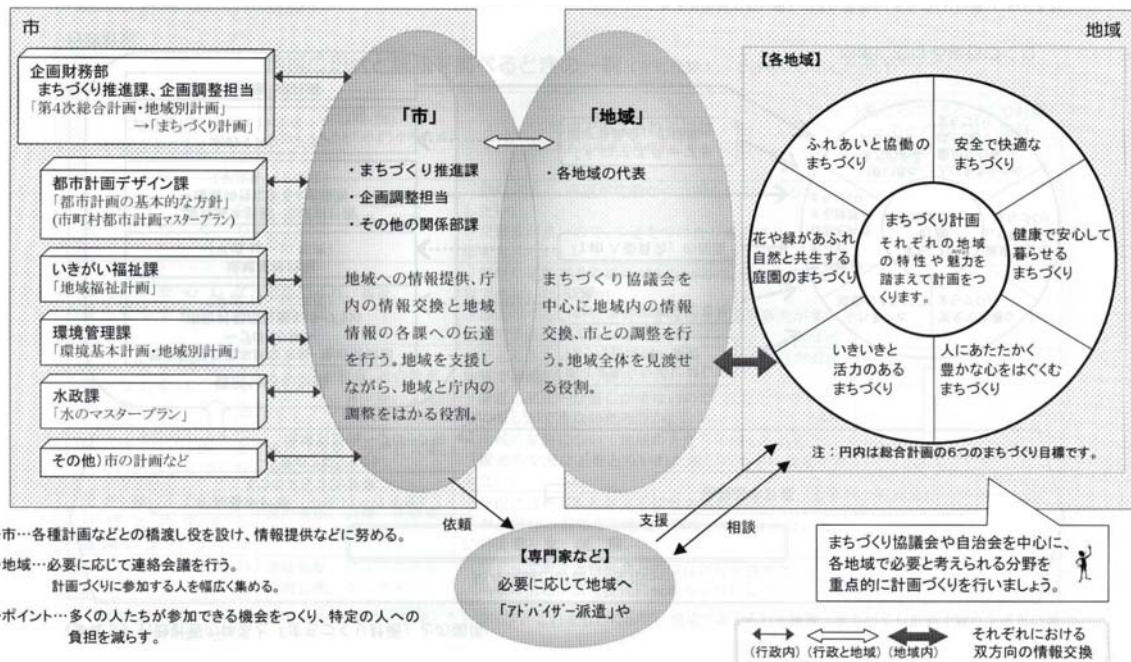 市
企画財務部
まちづくり推進課、企画調整担当
「第4次総合計画・地域別計画」
→「まちづくり計画」
都市計画デザイン課
「都市計画の基本的な方針」
(市町村都市計画マスタープラン)
いきがい福祉課
「地域福祉計画」
環境管理課
「環境基本計画・地域別計画」
水政課
「水のマスタープラン」
その他)市の計画など
「市」
・まちづくり推進課
・企画調整担当
・その他の関係部課
地域への情報提供、庁
内の情報交換と地域
情報の各課への伝達
を行う。地域を支援し
ながら、地域と庁内の
調整をはかる役割。
「地域」
・各地域の代表
まちづくり協議会を
中心に地域内の情報
交換、市との調整を行
う。地域全体を見渡せ
る役割。
地域
【各地域】
ふれあいと協働の
まちづくり
安全で快適な
まちづくり
花や緑があふれ
自然と共生する
庭園のまちづくり
まちづくり計画
それぞれの地域
の特性や魅力を
踏まえて計画をつ
くります。
健康で安心して
暮らせる
まちづくり
いきいきと
活力のある
まちづくり
人にあたたかく
豊かな心をはぐくむ
まちづくり
注:円内は総合計画の6つのまちづくり目標です。
依頼
支援
相談
【専門家など】
必要に応じて地域へ
「アドバイザー派遣」や
市…各種計画などとの橋渡し役を設け、情報提供などに努める。
地域…必要に応じて連絡会議を行う。
計画づくりに参加する人を幅広く集める。
ポイント…多くの人たちが参加できる機会をつくり、特定の人への
負担を減らす。
まちづくり協議会や自治会を中心に、
各地域で必要と考えられる分野を
重点的に計画づくりを行いましょう。
(行政内) (行政と地域) (地域内)
それぞれにおける
双方向の情報交換